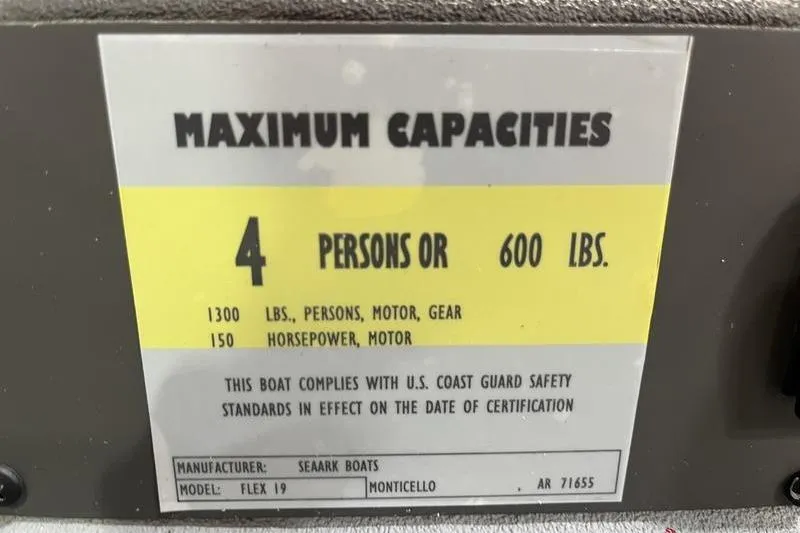 MAXIMUM CAPACITIES
4 PERSONS OR 600 LBS.
1300 LBS., PERSONS, MOTOR, GEAR
150 HORSEPOWER, MOTOR
THIS BOAT COMPLIES WITH U.S. COAST GUARD SAFETY
STANDARDS IN EFFECT ON THE DATE OF CERTIFICATION
MANUFACTURER: SEAARK BOATS
MODEL: FLEX 19 MONTICELLO , AR 71655